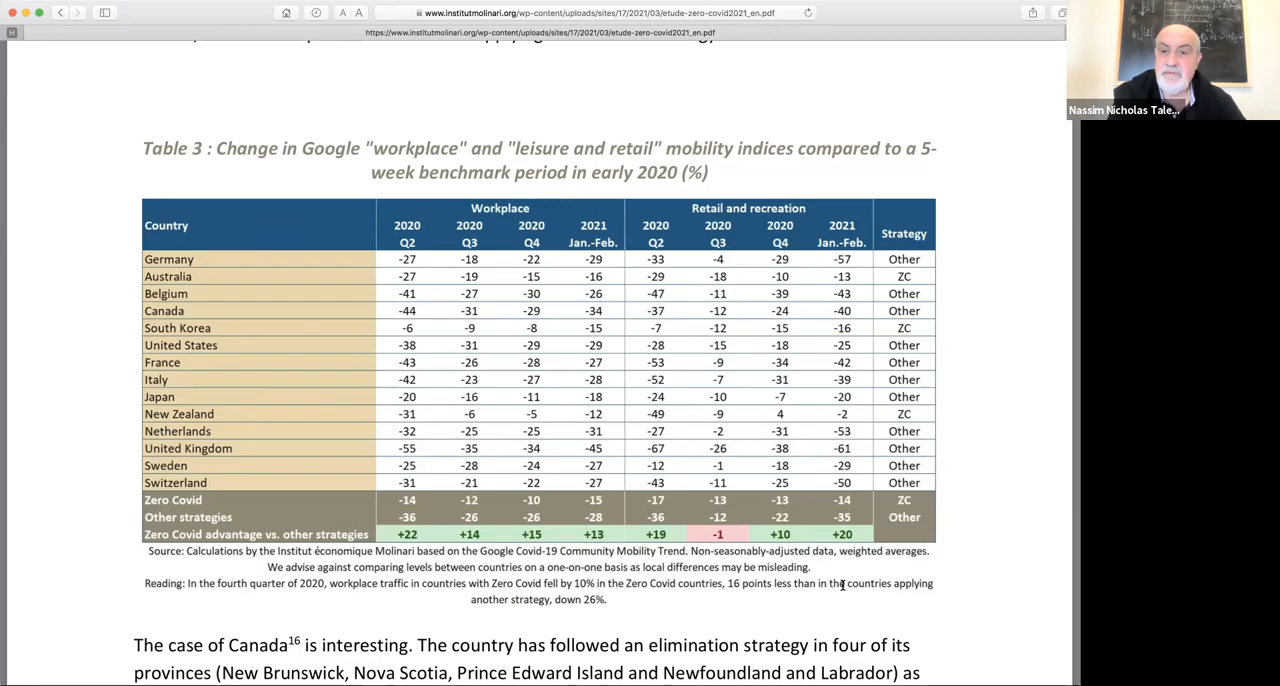 www.institutmolinari.org/wp-content/uploads/sites/17/2021/03/etude-zero-covid2021_en.pdf
A A
H
https://www.institutmolinari.org/wp-content/uploads/sites/17/2021/03/etude-zero-covid2021_en.pdf
Nassim Nicholas Tale...
Table 3 : Change in Google "workplace" and "leisure and retail" mobility indices compared to a 5-
week benchmark period in early 2020 (%)
Country Workplace Retail and recreation Strategy
2020 2020 2020 2021 2020 2020 2020 2021
Q2 Q3 Q4 Jan.-Feb. Q2 Q3 Q4 Jan.-Feb.
Germany -27 -18 -22 -29 -33 -4 -29 -57 Other
Australia -27 -19 -15 -16 -29 -18 -10 -13 ZC
Belgium -41 -27 -30 -26 -47 -11 -39 -43 Other
Canada -44 -31 -29 -34 -37 -12 -24 -40 Other
South Korea -6 -9 -8 -15 -7 -12 -15 -16 ZC
United States -38 -31 -29 -29 -28 -15 -18 -25 Other
France -43 -26 -28 -27 -53 -9 -34 -42 Other
Italy -42 -23 -27 -28 -52 -7 -31 -39 Other
Japan -20 -16 -11 -18 -24 -10 -7 -20 Other
New Zealand -31 -6 -5 -12 -49 -9 4 -2 ZC
Netherlands -32 -25 -25 -31 -27 -2 -31 -53 Other
United Kingdom -55 -35 -34 -45 -67 -26 -38 -61 Other
Sweden -25 -28 -24 -27 -12 -1 -18 -29 Other
Switzerland -31 -21 -22 -27 -43 -11 -25 -50 Other
Zero Covid -14 -12 -10 -15 -17 -13 -13 -14 ZC
Other strategies -36 -26 -26 -28 -36 -12 -22 -35 Other
Zero Covid advantage vs. other strategies +22 +14 +15 +13 +19 -1 +10 +20
Source: Calculations by the Institut économique Molinari based on the Google Covid-19 Community Mobility Trend. Non-seasonably-adjusted data, weighted averages.
We advise against comparing levels between countries on a one-on-one basis as local differences may be misleading.
Reading: In the fourth quarter of 2020, workplace traffic in countries with Zero Covid fell by 10% in the Zero Covid countries, 16 points less than in the countries applying
another strategy, down 26%.
The case of Canada16 is interesting. The country has followed an elimination strategy in four of its
provinces (New Brunswick, Nova Scotia, Prince Edward Island and Newfoundland and Labrador) as